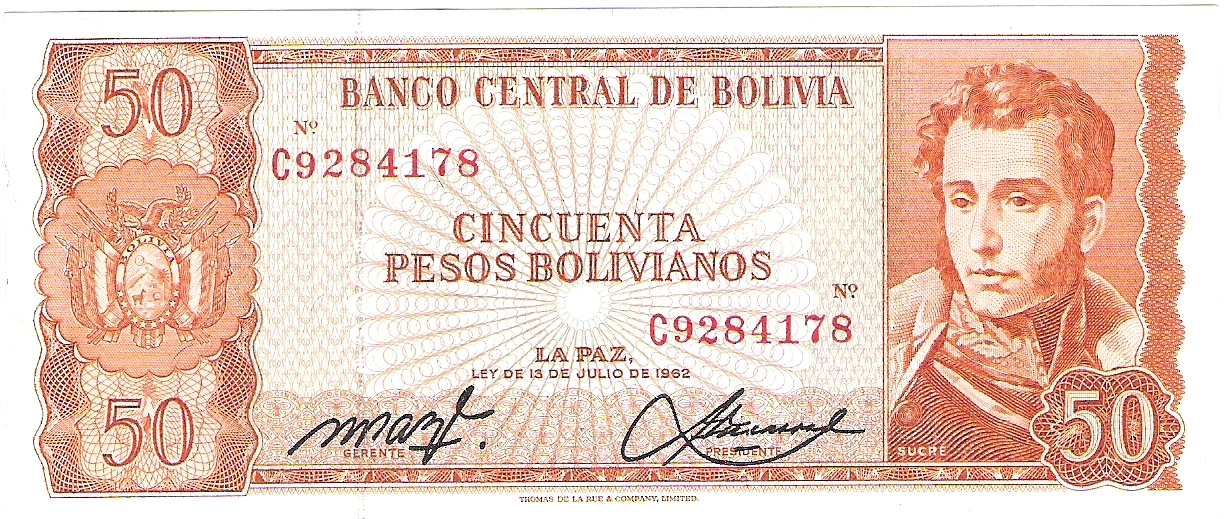 50
BANCO CENTRAL DE BOLIVIA
Nº
C9284178
CINCUENTA
PESOS BOLIVIANOS
BOLIVIA
Nº
C9284178
LA PAZ,
LEY DE 13 DE JULIO DE 1962
50
GERENTE
PRESIDENTE
SUCRE
50
THOMAS DE LA RUE & COMPANY, LIMITED.